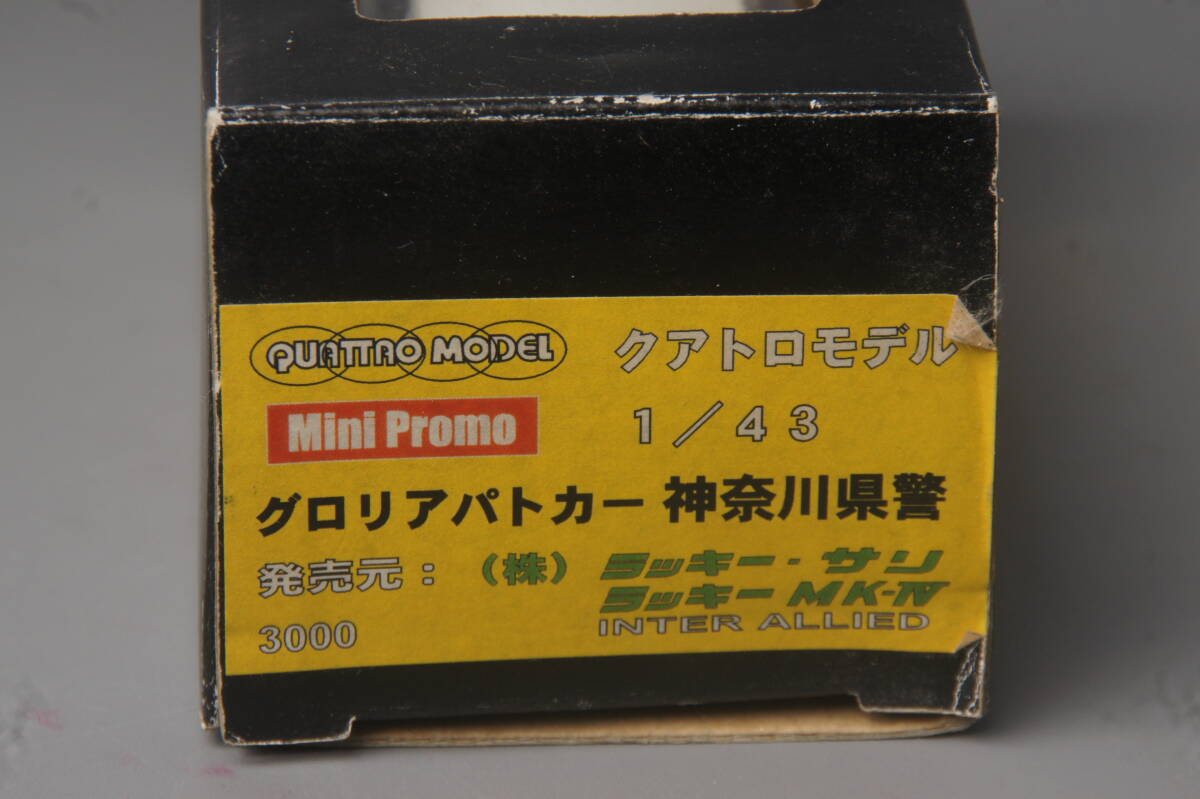 QUATTRO MODEL クアトロモデル
Mini Promo １／４３
グロリアパトカー 神奈川県警
発売元： （株） ラッキー・サン
ラッキー MK-Ⅳ
3000 INTER ALLIED